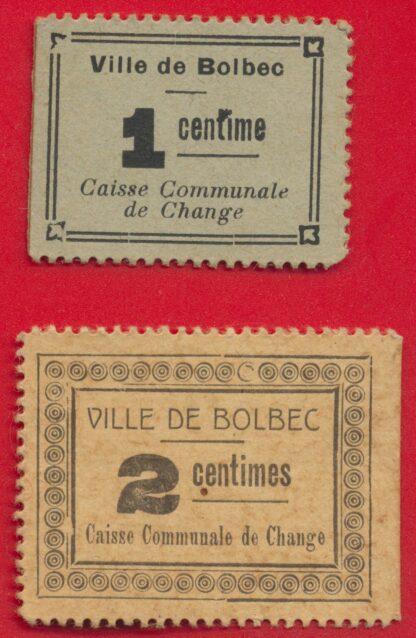 Ville de Bolbec
1 centime
Caisse Communale
de Change
VILLE DE BOLBEC
2 centimes
Caisse Communale de Change